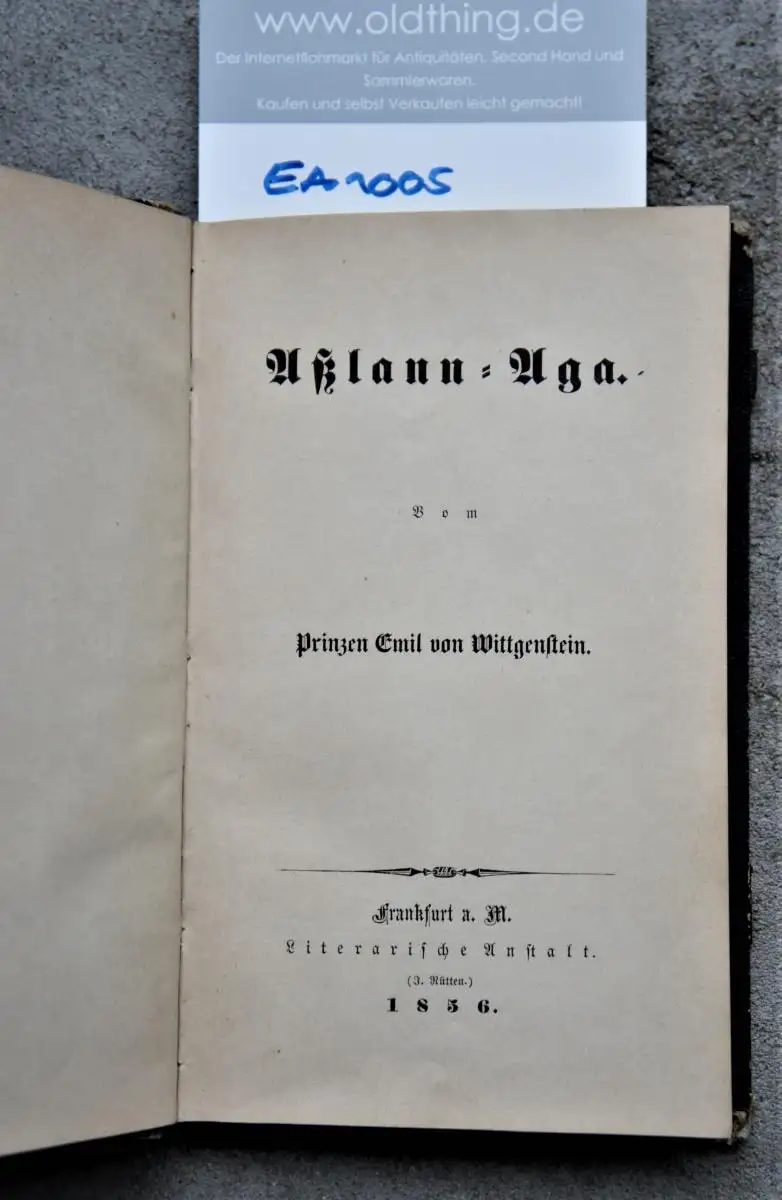 www.oldthing.de
Der Internetflohmarkt für Antiquitäten, Second Hand und
Sammlerwaren.
Kaufen und selbst Verkaufen leicht gemacht!
EA1005
Aßlann-Aga.
Vom
Prinzen Emil von Wittgenstein.
Frankfurt a. M.
Literarische Anstalt.
(J. Rütten.)
1856.